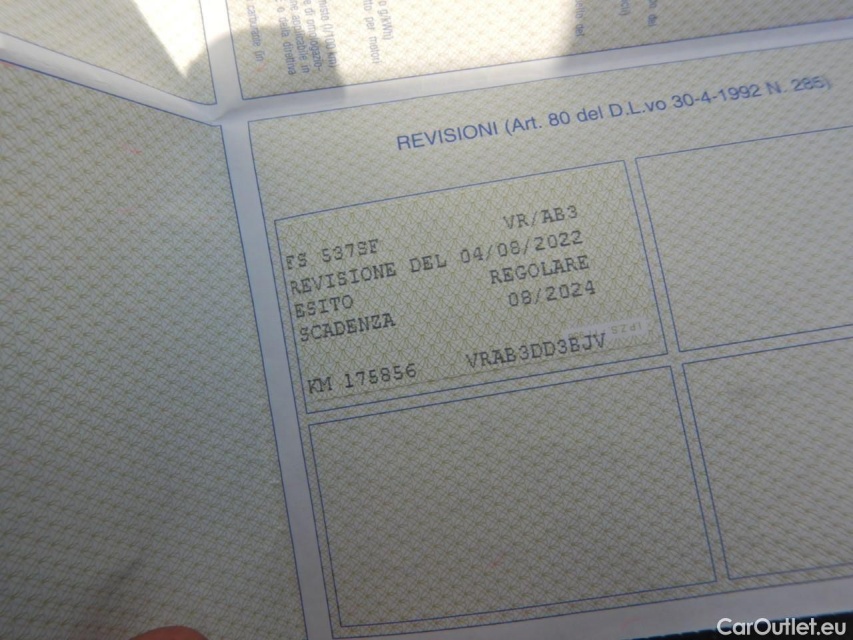 REVISIONI (Art. 80 del D.L.vo 30-4-1992 N. 285)
FS 537SF VR/AB3
REVISIONE DEL 04/08/2022
ESITO REGOLARE
SCADENZA 08/2024
KM 175856 VRAB3DD3EJV
CarOutlet.eu